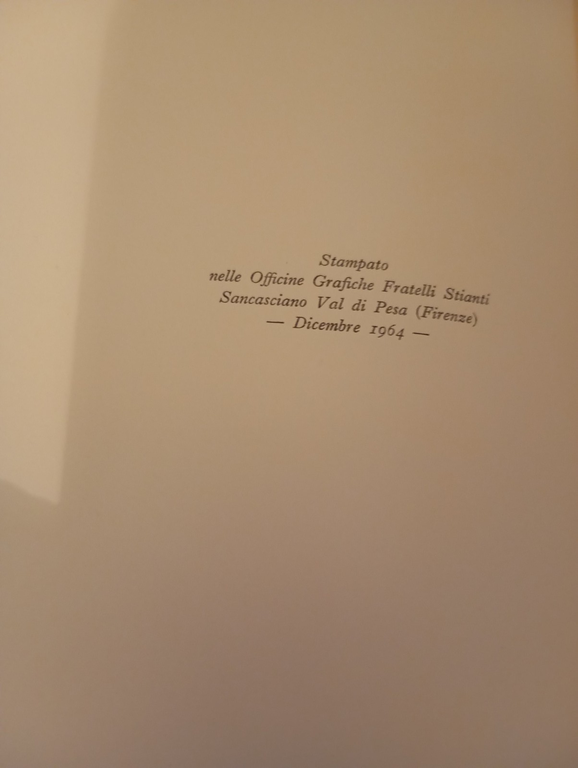 Stampato
nelle Officine Grafiche Fratelli Stianti
Sancasciano Val di Pesa (Firenze)
— Dicembre 1964 —